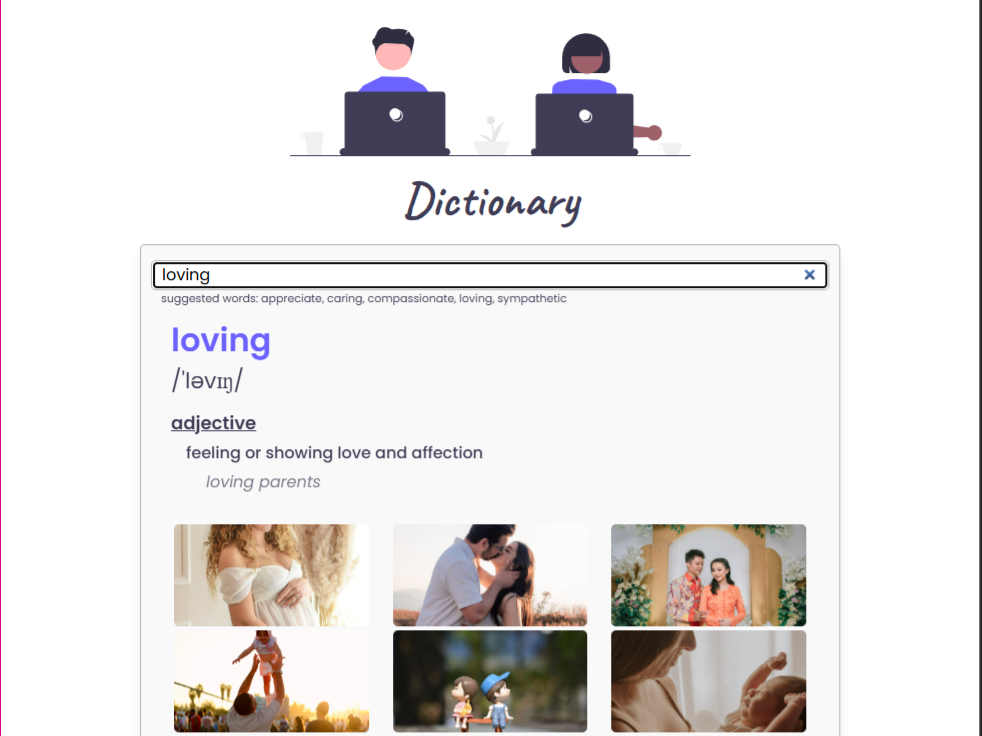 Dictionary
loving
suggested words: appreciate, caring, compassionate, loving, sympathetic
loving
/ˈləvɪŋ/
adjective
feeling or showing love and affection
loving parents